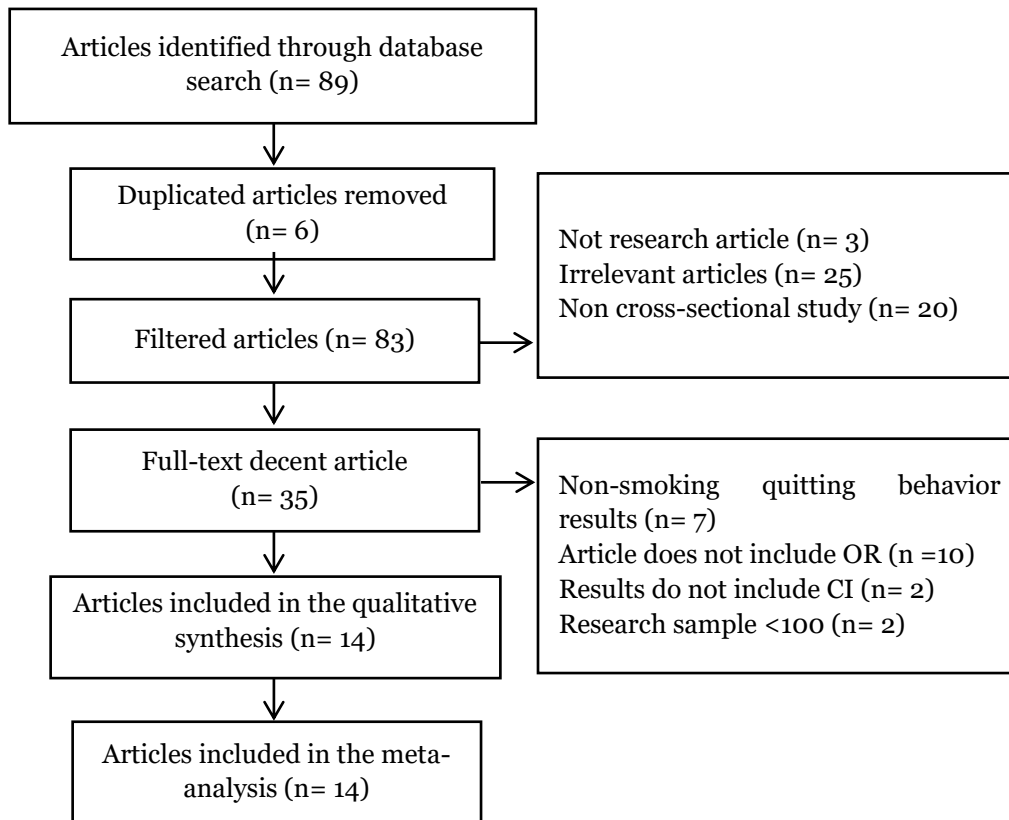 Articles identified through database
search (n= 89)
Duplicated articles removed
(n= 6)
Not research article (n= 3)
Irrelevant articles (n= 25)
Non cross-sectional study (n= 20)
Filtered articles (n= 83)
Full-text decent article
(n= 35)
Non-smoking quitting behavior
results (n= 7)
Article does not include OR (n =10)
Results do not include CI (n= 2)
Research sample <100 (n= 2)
Articles included in the qualitative
synthesis (n= 14)
Articles included in the meta-
analysis (n= 14)